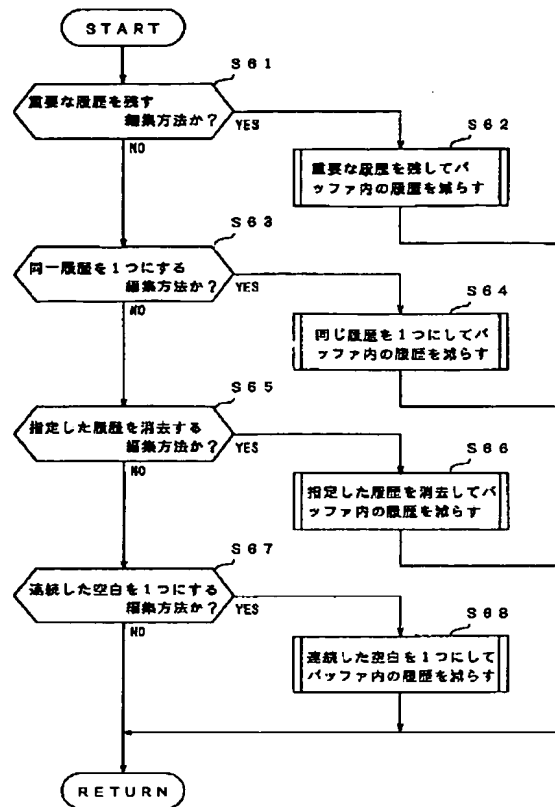 START
S61
重要な履歴を残す
編集方法か?
YES
NO
S62
重要な履歴を残してバ
ッファ内の履歴を減らす
S63
同一履歴を1つにする
編集方法か?
YES
NO
S64
同じ履歴を1つにしてバ
ッファ内の履歴を減らす
S65
指定した履歴を消去する
編集方法か?
YES
NO
S66
指定した履歴を消去してバ
ッファ内の履歴を減らす
S67
連続した空白を1つにする
編集方法か?
YES
NO
S68
連続した空白を1つにして
バッファ内の履歴を減らす
RETURN